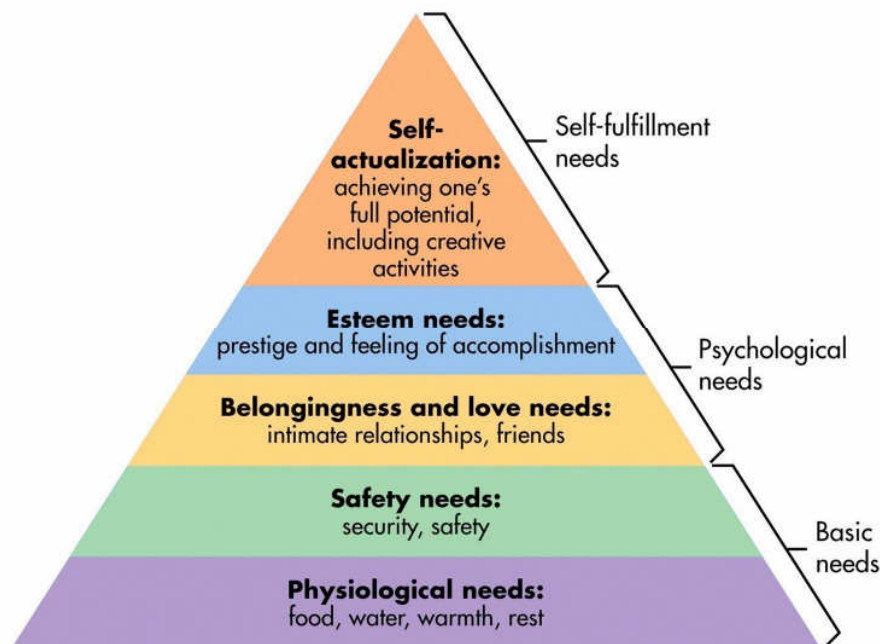 Self-
actualization:
achieving one's
full potential,
including creative
activities
Self-fulfillment
needs
Esteem needs:
prestige and feeling of accomplishment
Psychological
needs
Belongingness and love needs:
intimate relationships, friends
Safety needs:
security, safety
Basic
needs
Physiological needs:
food, water, warmth, rest